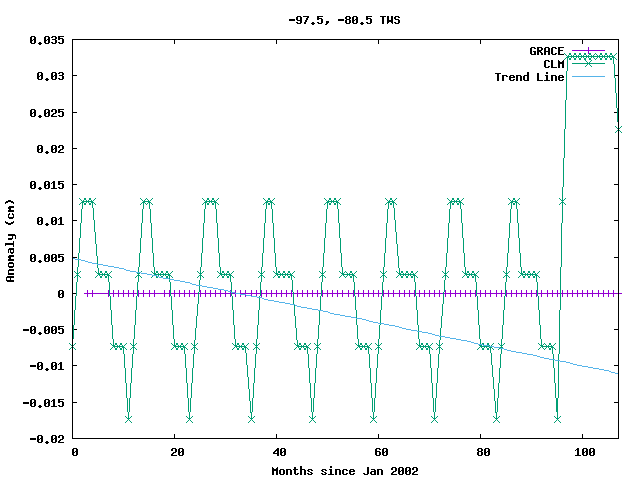 -97.5, -80.5 TWS
GRACE
CLM
Trend Line
0.035
0.03
0.025
0.02
0.015
0.01
0.005
0
-0.005
-0.01
-0.015
-0.02
Anomaly (cm)
0 20 40 60 80 100
Months since Jan 2002